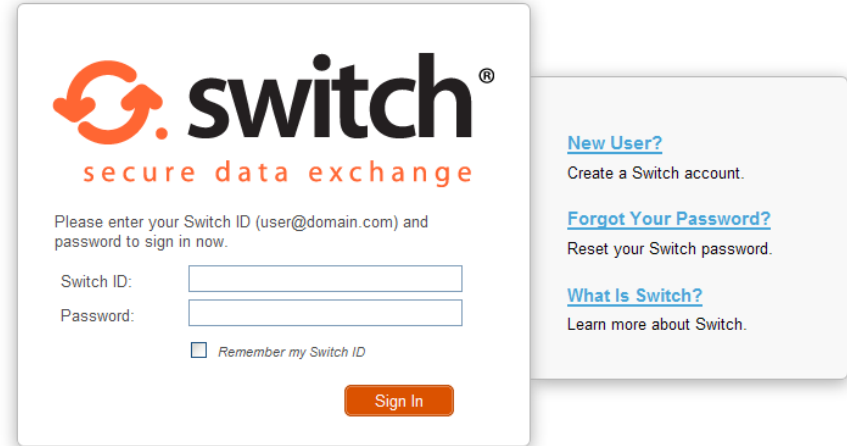 switch®
secure data exchange
Please enter your Switch ID (user@domain.com) and
password to sign in now.
Switch ID:
Password:
Remember my Switch ID
Sign In
New User?
Create a Switch account.
Forgot Your Password?
Reset your Switch password.
What Is Switch?
Learn more about Switch.